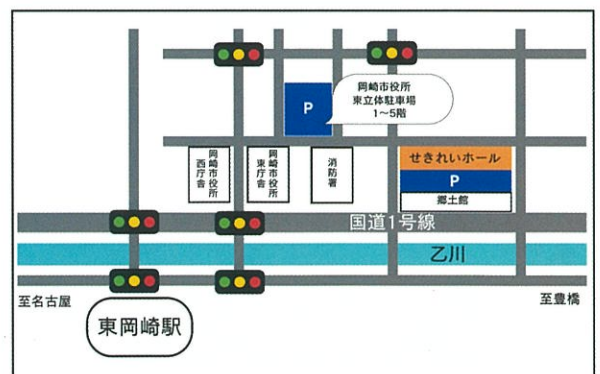 P
岡崎市役所
東立体駐車場
1～5階
岡崎市役所
西庁舎
岡崎市役所
東庁舎
消防署
せきれいホール
P
郷土館
国道1号線
乙川
至名古屋
至豊橋
東岡崎駅